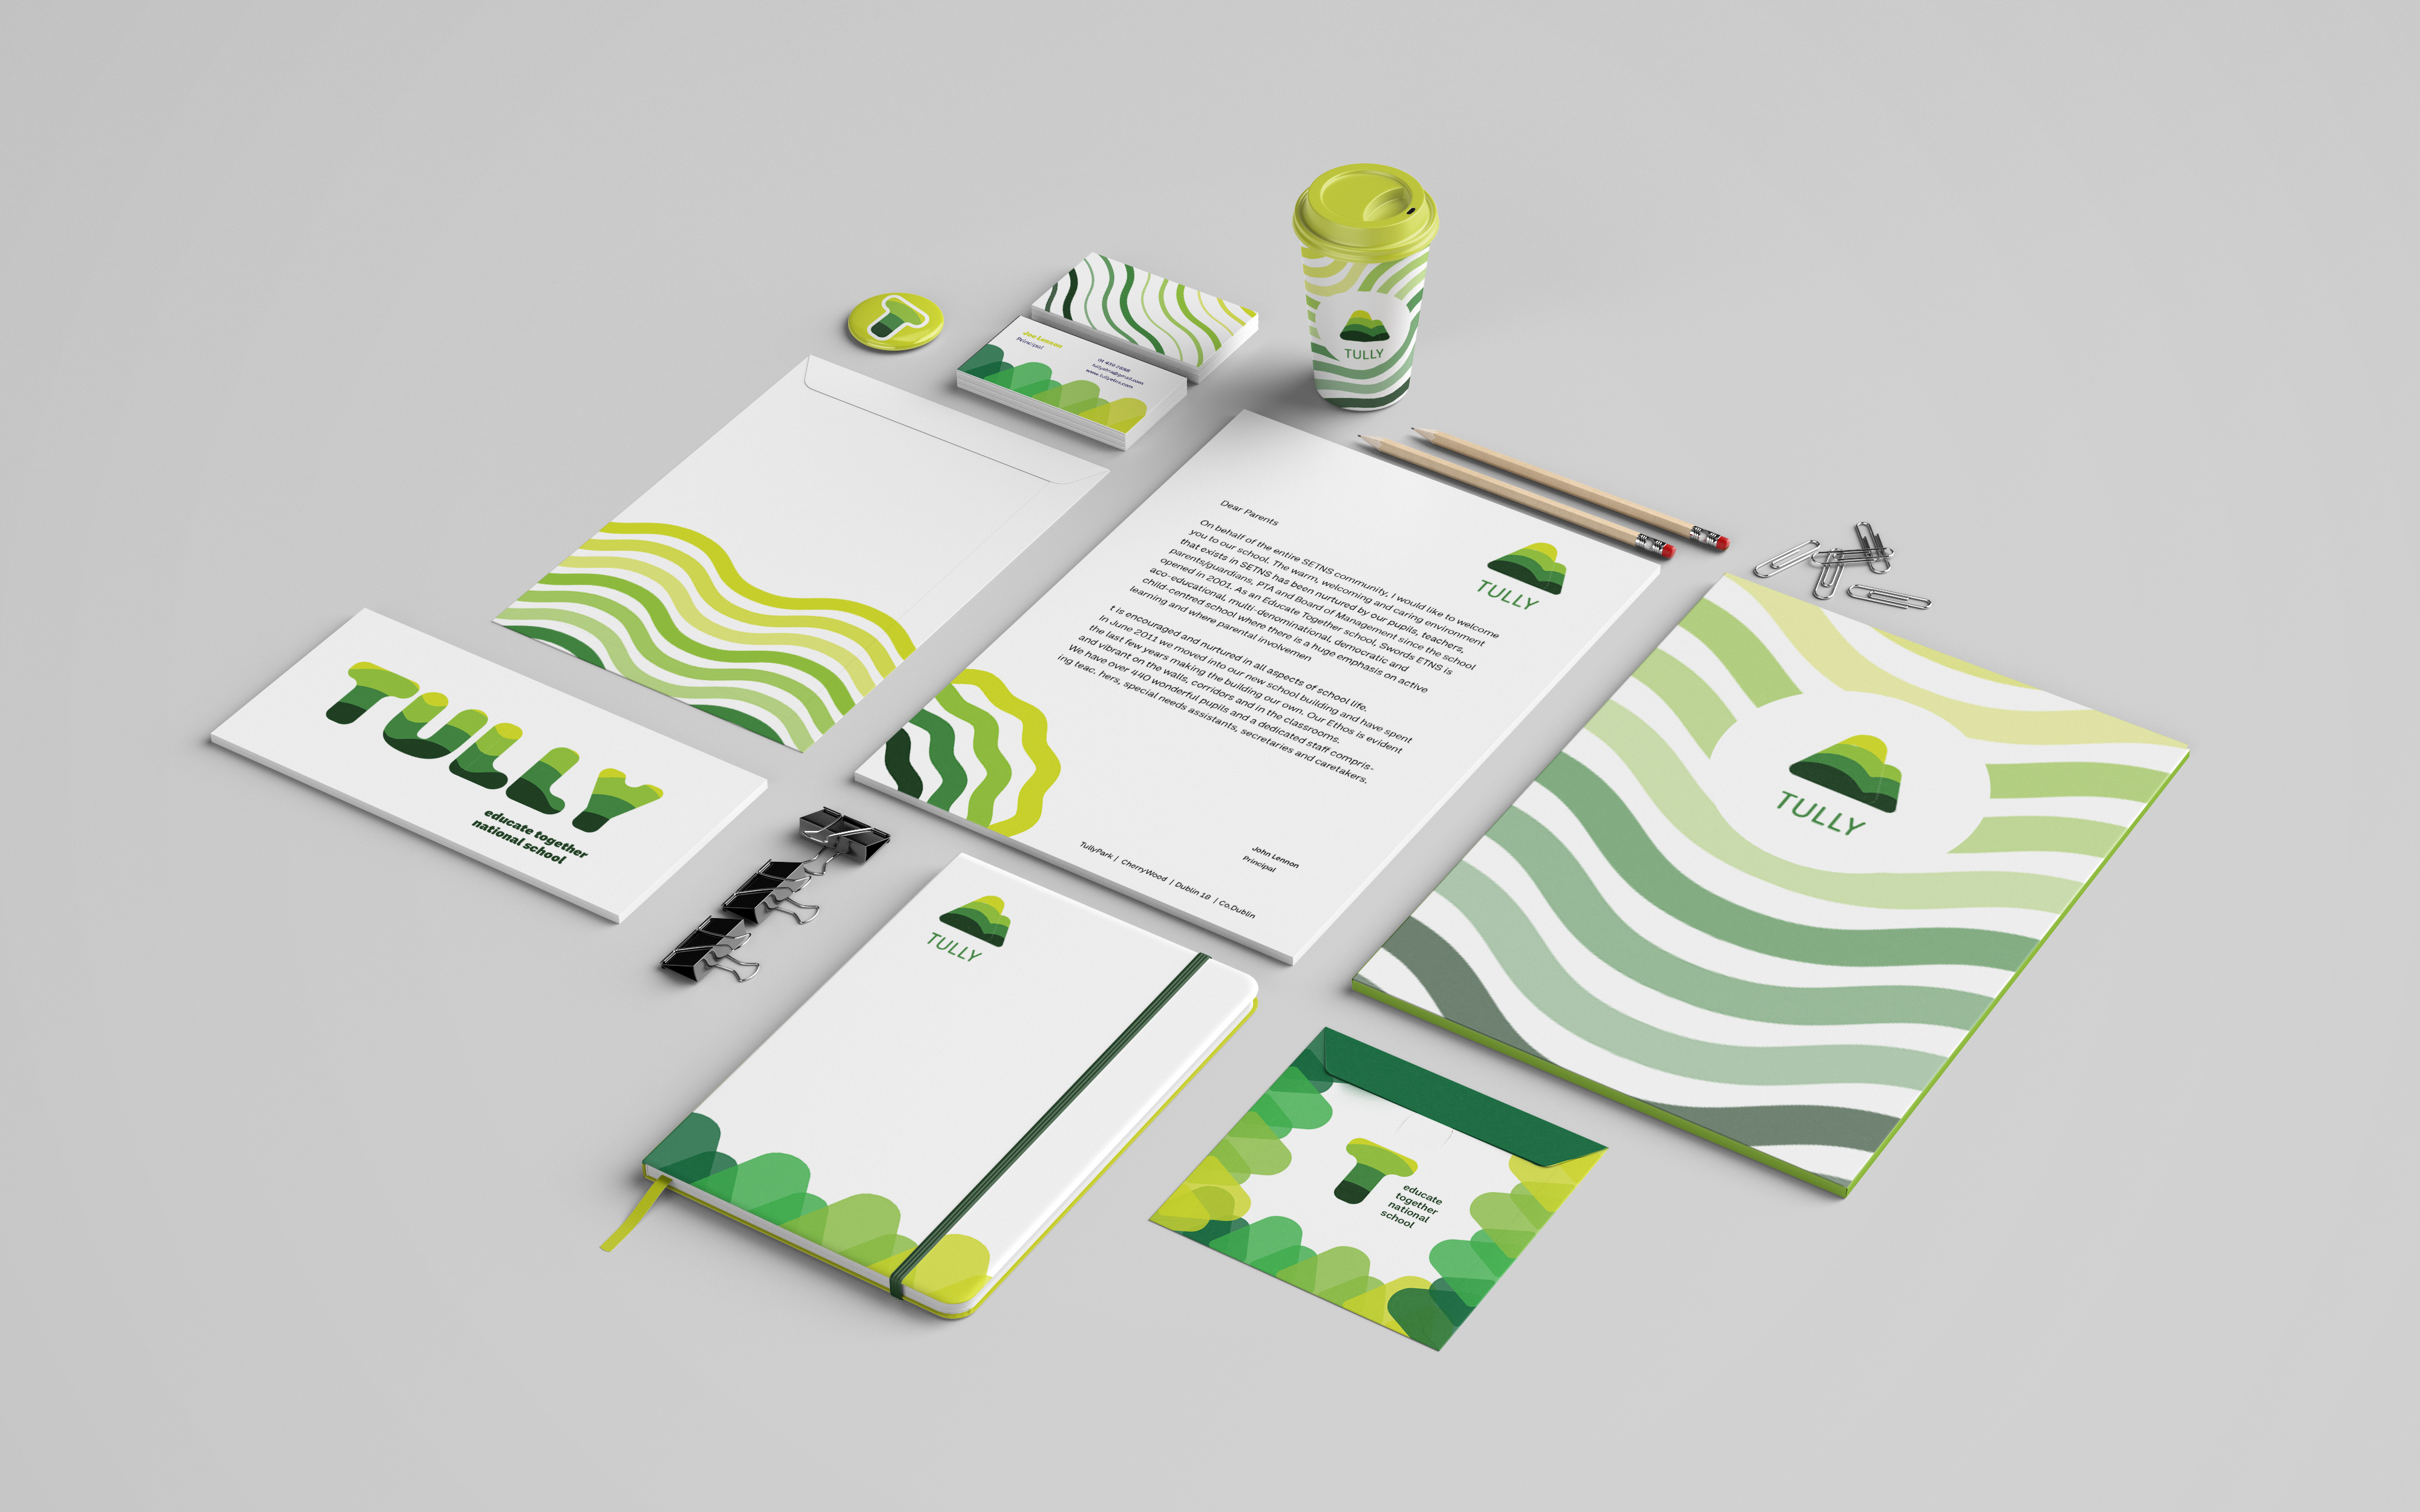 T
Joe Lennon
Principal
www.tullyetns.com
TULLY
Dear Parents
On behalf of the entire SETNS community, I would like to welcome
you to our school. The warm, welcoming and caring environment
that exists in SETNS has been nurtured by our pupils, teachers,
parents/guardians, PTA and Board of Management since the school
opened in 2001. As an Educate Together school, Swords ETNS is
aco-educational, multi-denominational, democratic and
child-centred school where there is a huge emphasis on active
learning and where parental involvemen
t is encouraged and nurtured in all aspects of school life.
In June 2011 we moved into our new school building and have spent
the last few years making the building our own. Our Ethos is evident
and vibrant on the walls, corridors and in the classrooms.
We have over 440 wonderful pupils and a dedicated staff compris-
ing teac. hers, special needs assistants, secretaries and caretakers.
TULLY
John Lennon
Principal
TullyPark | CherryWood | Dublin 18 | Co.Dublin
TULLY
educate together
national school
TULLY
TULLY
T
educate
together
national
school